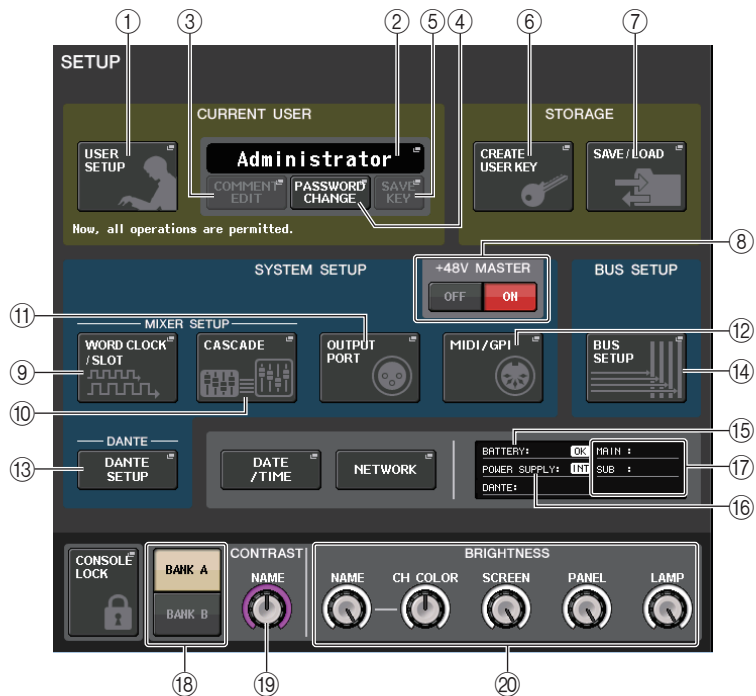 ① ③ ② ④ ⑤ ⑥ ⑦
SETUP
CURRENT USER
STORAGE
USER
SETUP
Administrator
COMMENT
EDIT
PASSWORD
CHANGE
SAVE
KEY
CREATE
USER KEY
SAVE/LOAD
Now, all operations are permitted.
⑧
SYSTEM SETUP
+48V MASTER
OFF
ON
BUS SETUP
⑪
MIXER SETUP
⑫
WORD CLOCK
/SLOT
CASCADE
OUTPUT
PORT
MIDI/GPI
BUS
SETUP
⑨
⑭
⑩
⑮
DANTE
⑬
DANTE
SETUP
DATE
/TIME
NETWORK
BATTERY: OK
POWER SUPPLY: INT
DANTE:
MAIN :
SUB :
⑰
⑯
CONSOLE
LOCK
BANK A
BANK B
CONTRAST
NAME
BRIGHTNESS
NAME
CH COLOR
SCREEN
PANEL
LAMP
⑱ ⑲ ⑳